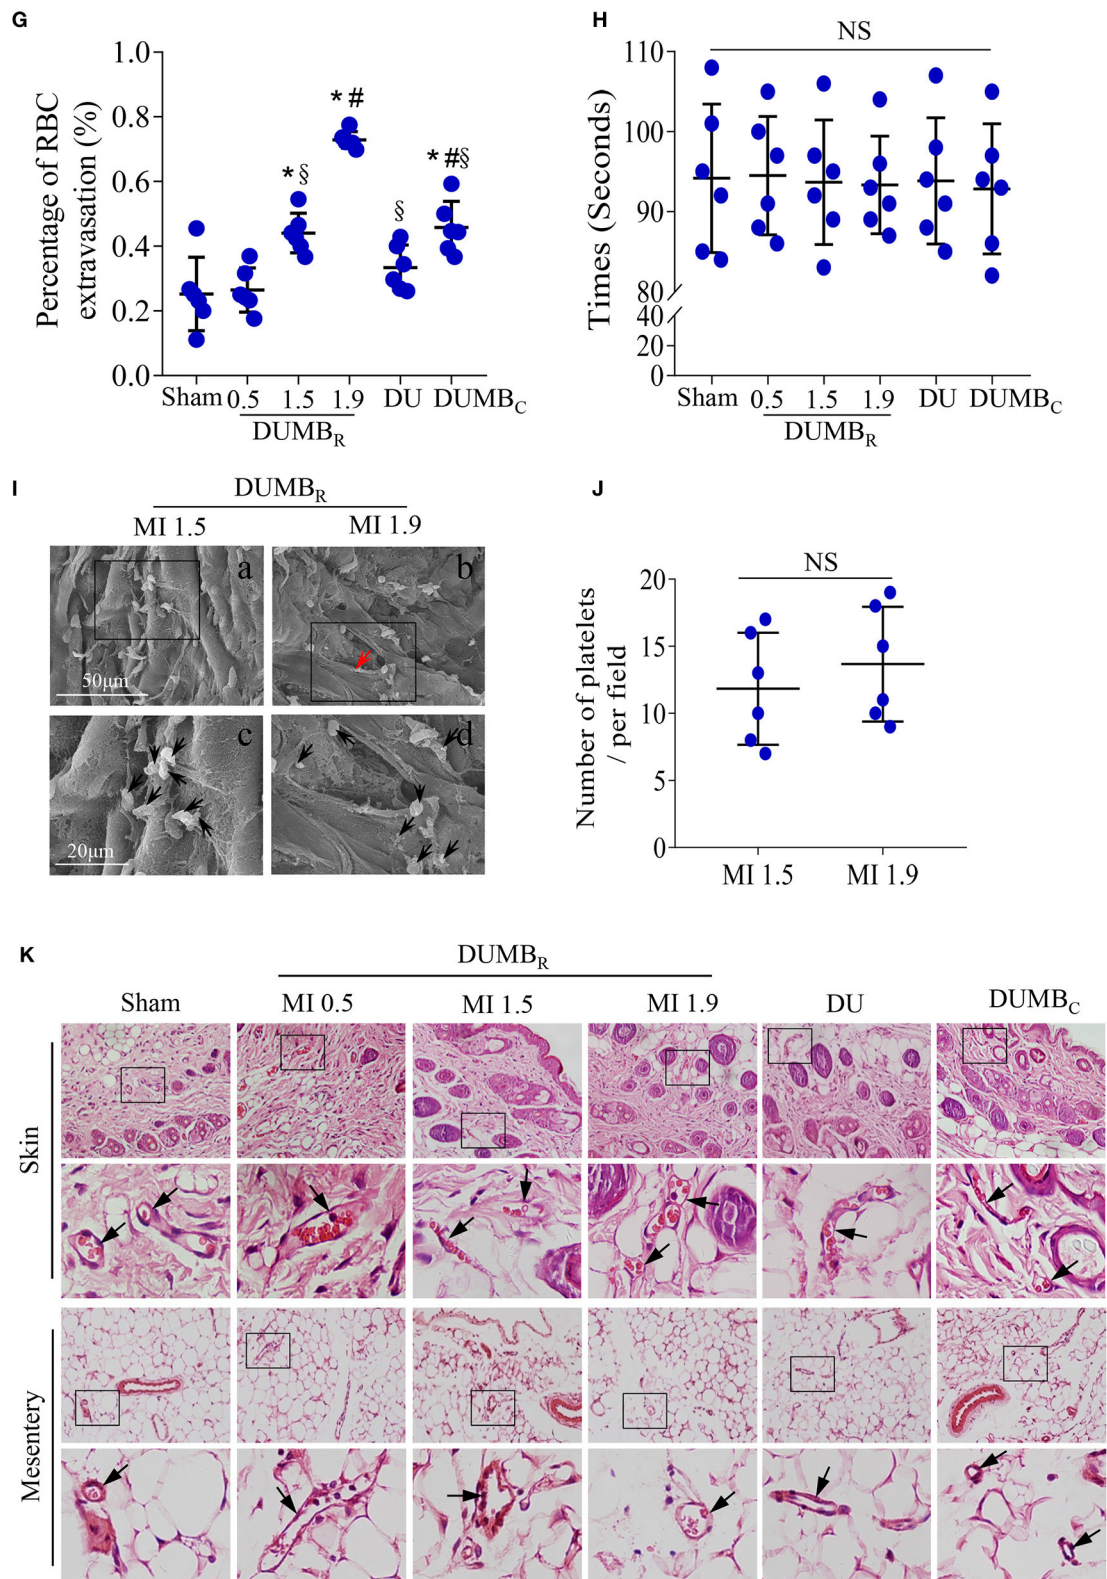 G
Percentage of RBC
extravasation (%)
1.0
0.8
0.6
0.4
0.2
0.0
* §
* #
§
* #§
Sham
0.5
1.5
1.9
DU
DUMBC
DUMBR
H
Times (Seconds)
NS
110
100
90
80
40
20
0
Sham
0.5
1.5
1.9
DU
DUMBC
DUMBR
I
DUMBR
MI 1.5
MI 1.9
a
b
50μm
c
d
20μm
J
Number of platelets
/ per field
NS
20
15
10
5
0
MI 1.5
MI 1.9
K
DUMBR
Sham
MI 0.5
MI 1.5
MI 1.9
DU
DUMBC
Skin
Mesentery